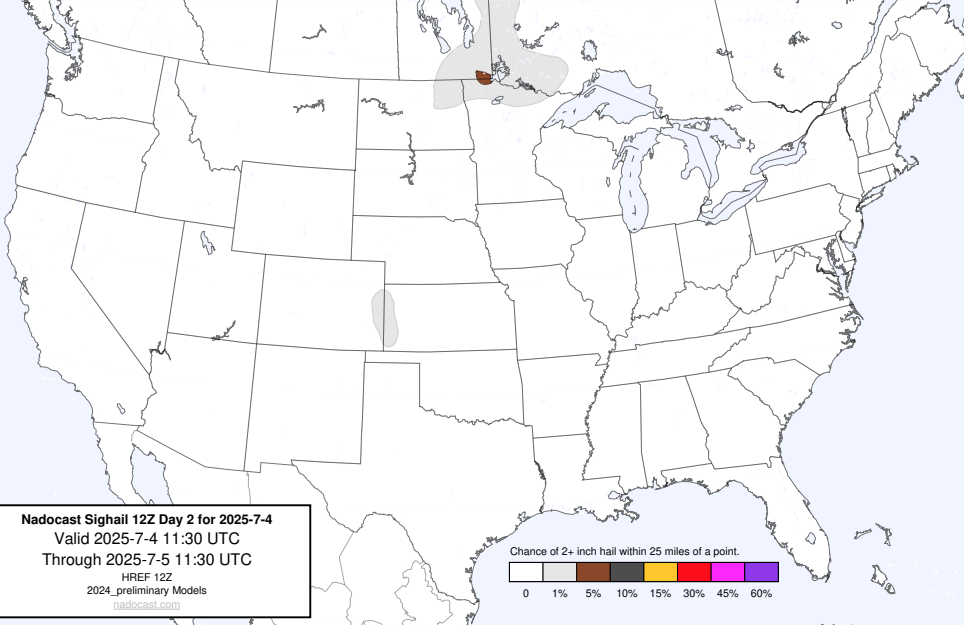 Nadocast Sighail 12Z Day 2 for 2025-7-4
Valid 2025-7-4 11:30 UTC
Through 2025-7-5 11:30 UTC
HREF 12Z
2024_preliminary Models
nadocast.com
Chance of 2+ inch hail within 25 miles of a point.
0 1% 5% 10% 15% 30% 45% 60%